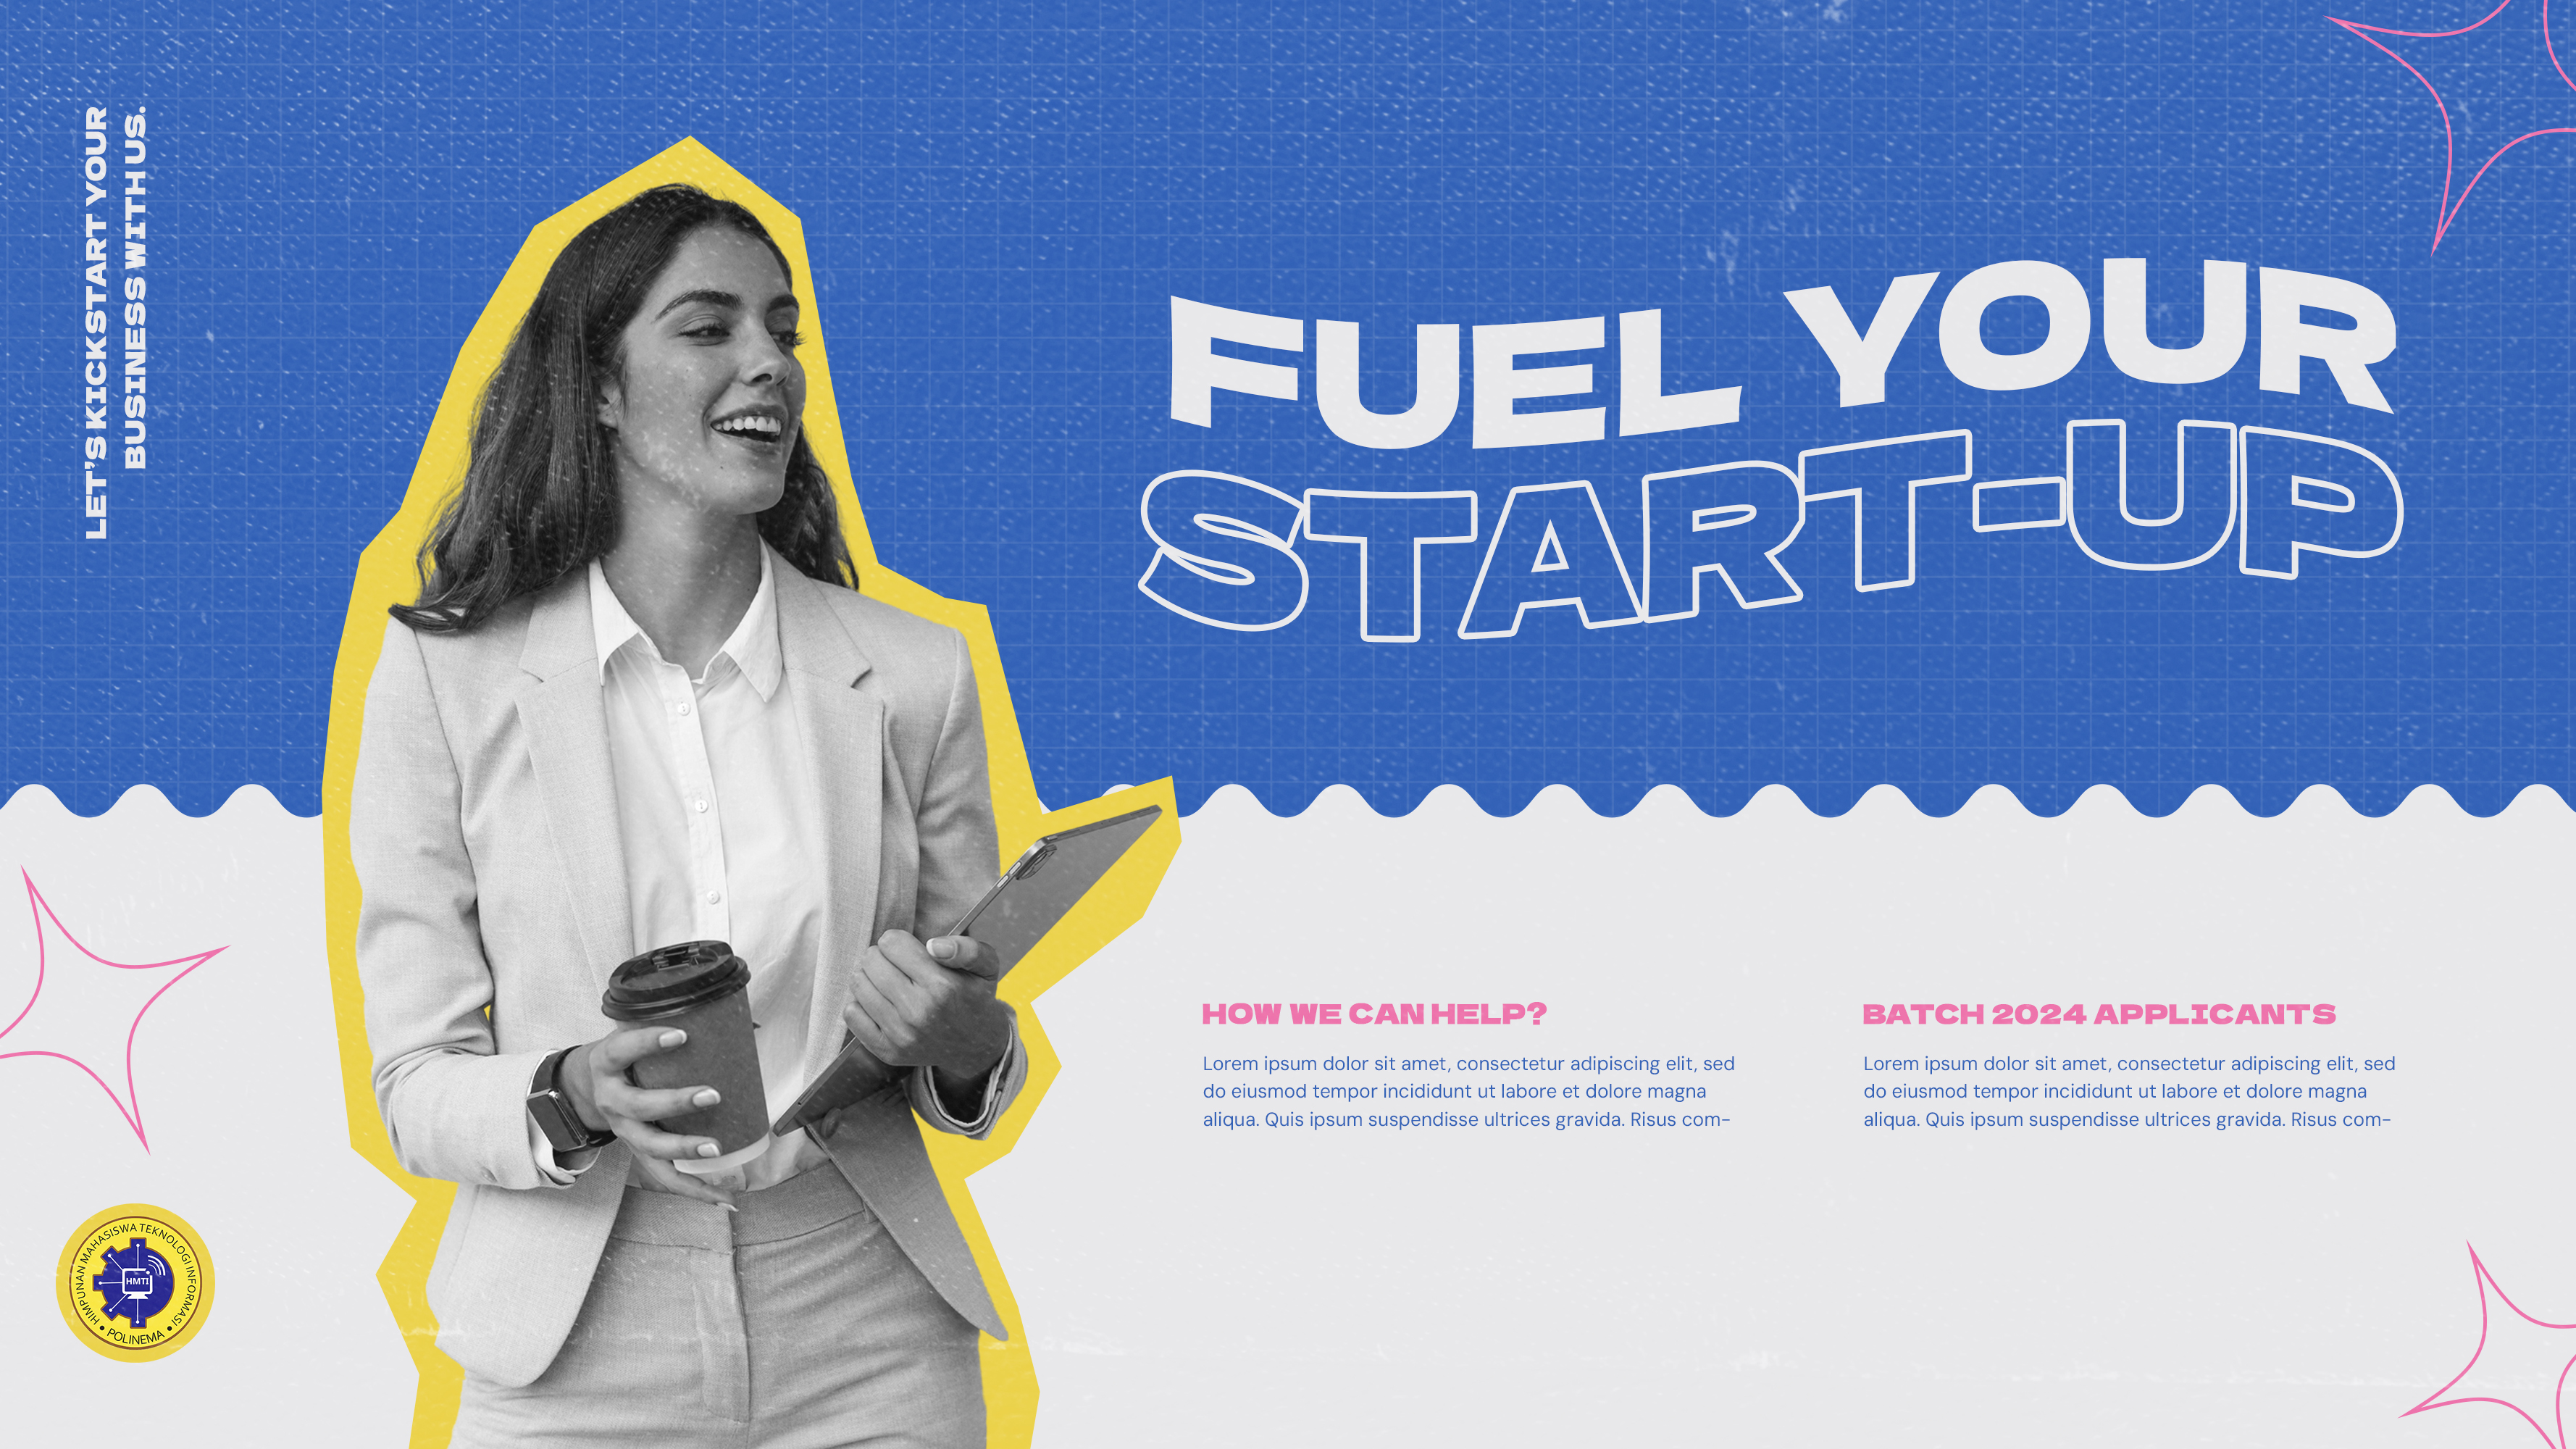 LET'S KICKSTART YOUR
BUSINESS WITH US.
FUEL YOUR
START-UP
HOW WE CAN HELP?
Lorem ipsum dolor sit amet, consectetur adipiscing elit, sed
do eiusmod tempor incididunt ut labore et dolore magna
aliqua. Quis ipsum suspendisse ultrices gravida. Risus com-
BATCH 2024 APPLICANTS
Lorem ipsum dolor sit amet, consectetur adipiscing elit, sed
do eiusmod tempor incididunt ut labore et dolore magna
aliqua. Quis ipsum suspendisse ultrices gravida. Risus com-
HIMPUNAN MAHASISWA TEKNOLOGI INFORMASI
HMTI
• POLINEMA •